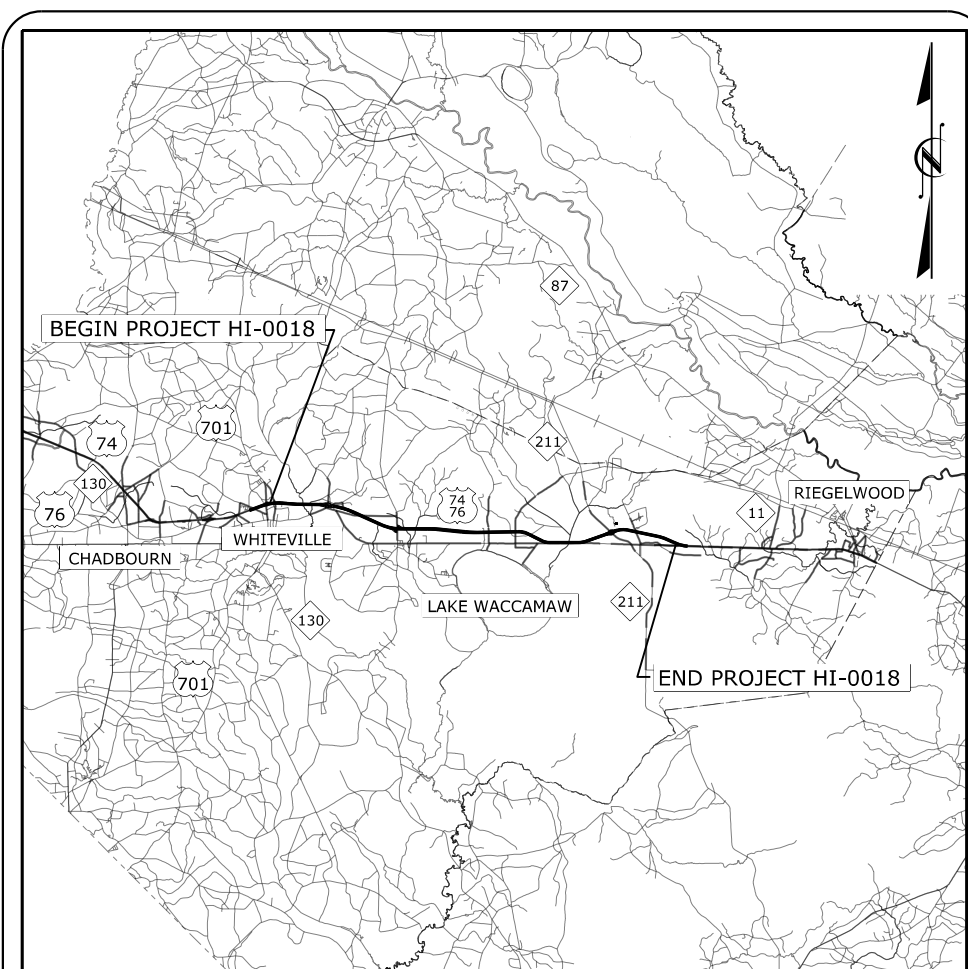 N
87
BEGIN PROJECT HI-0018
701
74
211
130
74
76
76
RIEGELWOOD
11
WHITEVILLE
CHADBOURN
LAKE WACCAMAW
211
130
END PROJECT HI-0018
701